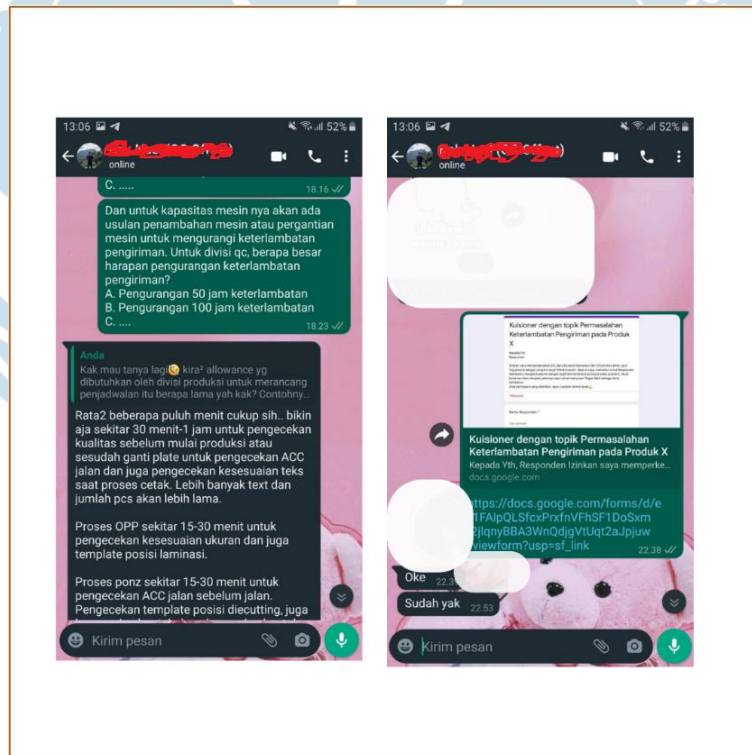 13.06 52%
online
C. ..... 18.16
Dan untuk kapasitas mesin nya akan ada
usulan penambahan mesin atau pergantian
mesin untuk mengurangi keterlambatan
pengiriman. Untuk divisi qc, berapa besar
harapan pengurangan keterlambatan
pengiriman?
A. Pengurangan 50 jam keterlambatan
B. Pengurangan 100 jam keterlambatan
C. .... 18.23
Anda
Kak mau tanya lagi🤣 kira² allowance yg
dibutuhkan oleh divisi produksi untuk merancang
penjadwalan itu berapa lama yah kak? Contohny...
Rata2 beberapa puluh menit cukup sih.. bikin
aja sekitar 30 menit-1 jam untuk pengecekan
kualitas sebelum mulai produksi atau
sesudah ganti plate untuk pengecekan ACC
jalan dan juga pengecekan kesesuaian teks
saat proses cetak. Lebih banyak text dan
jumlah pcs akan lebih lama.
Proses OPP sekitar 15-30 menit untuk
pengecekan kesesuaian ukuran dan juga
template posisi laminasi.
Proses ponz sekitar 15-30 menit untuk
pengecekan ACC jalan sebelum jalan.
Pengecekan template posisi diecutting, juga
Kirim pesan
13.06 52%
online
Kuisioner dengan topik Permasalahan
Keterlambatan Pengiriman pada Produk
X
Kuisioner dengan topik Permasalahan
Keterlambatan Pengiriman pada Produk X
Kepada Yth, Responden Izinkan saya memperke...
docs.google.com
https://docs.google.com/forms/d/e
1FAIpQLSfcxPrxfnVFhSF1DoSxm
2jlqnyBBA3WnQdjgVtUqt2aJpjuw
viewform?usp=sf_link 22.38
Oke
Sudah yak 22.53
Kirim pesan